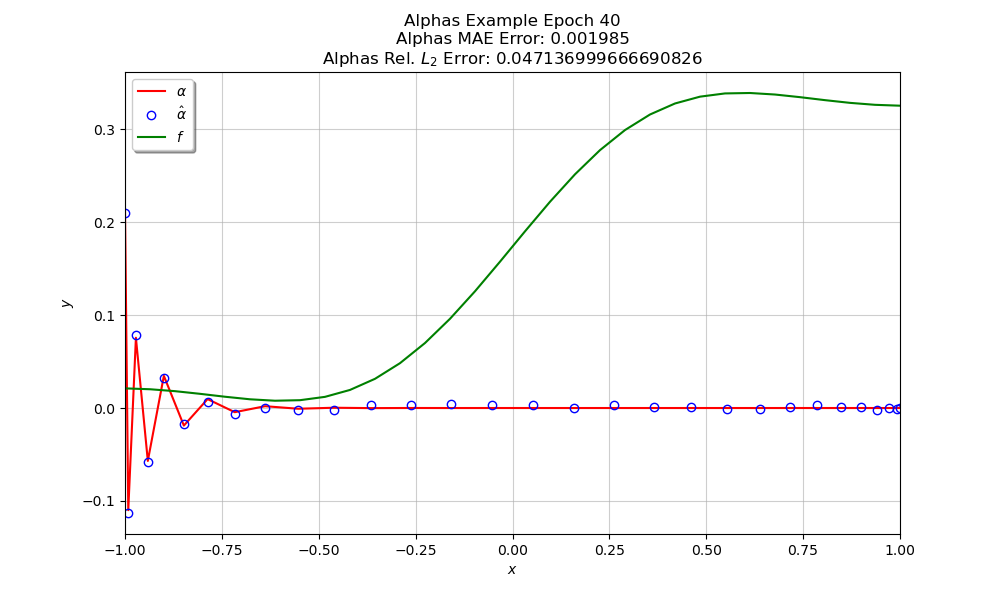 Alphas Example Epoch 40
Alphas MAE Error: 0.001985
Alphas Rel. L₂ Error: 0.047136999666690826
α
α̂
f
0.3
0.2
0.1
0.0
−0.1
y
−1.00 −0.75 −0.50 −0.25 0.00 0.25 0.50 0.75 1.00
x